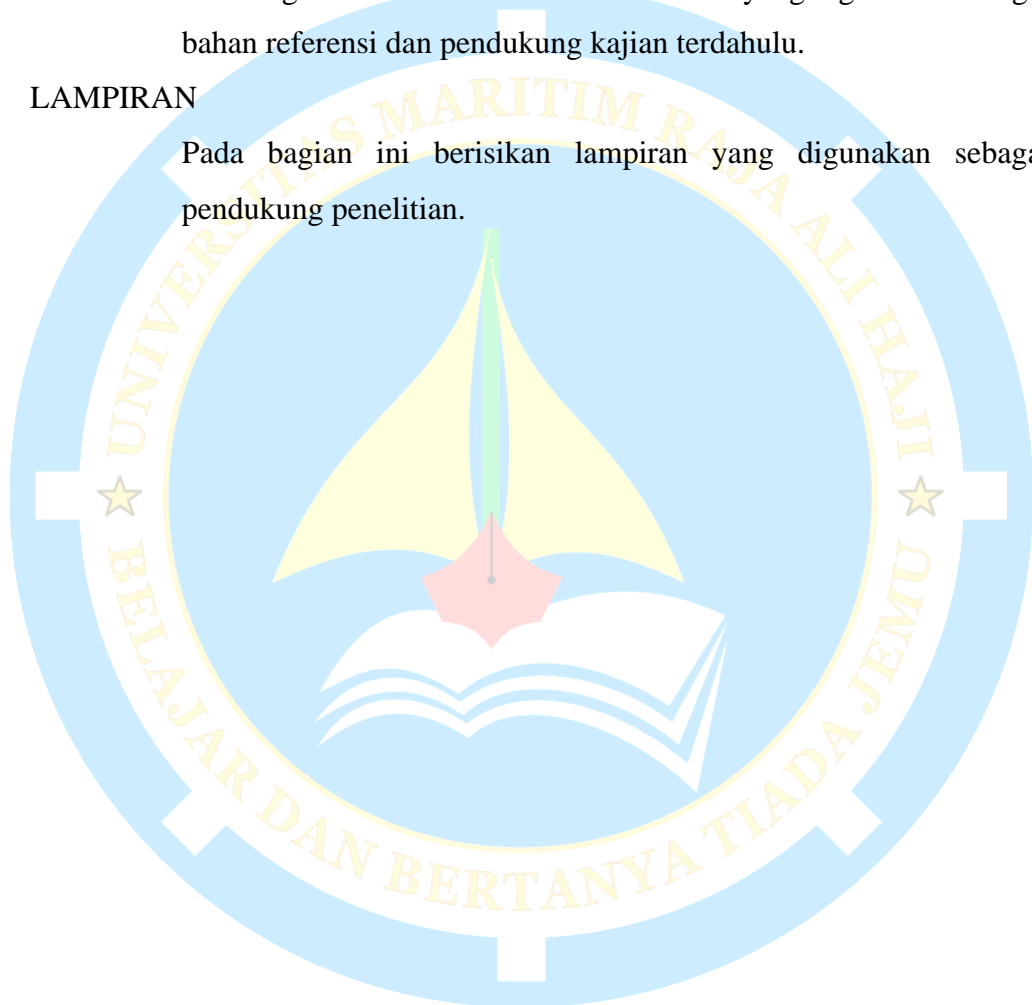 bahan referensi dan pendukung kajian terdahulu.
LAMPIRAN
Pada bagian ini berisikan lampiran yang digunakan sebaga
pendukung penelitian.
UNIVERSITAS MARITIM RAJA ALI HAJI
BELAJAR DAN BERTANYA TIADA JEMU